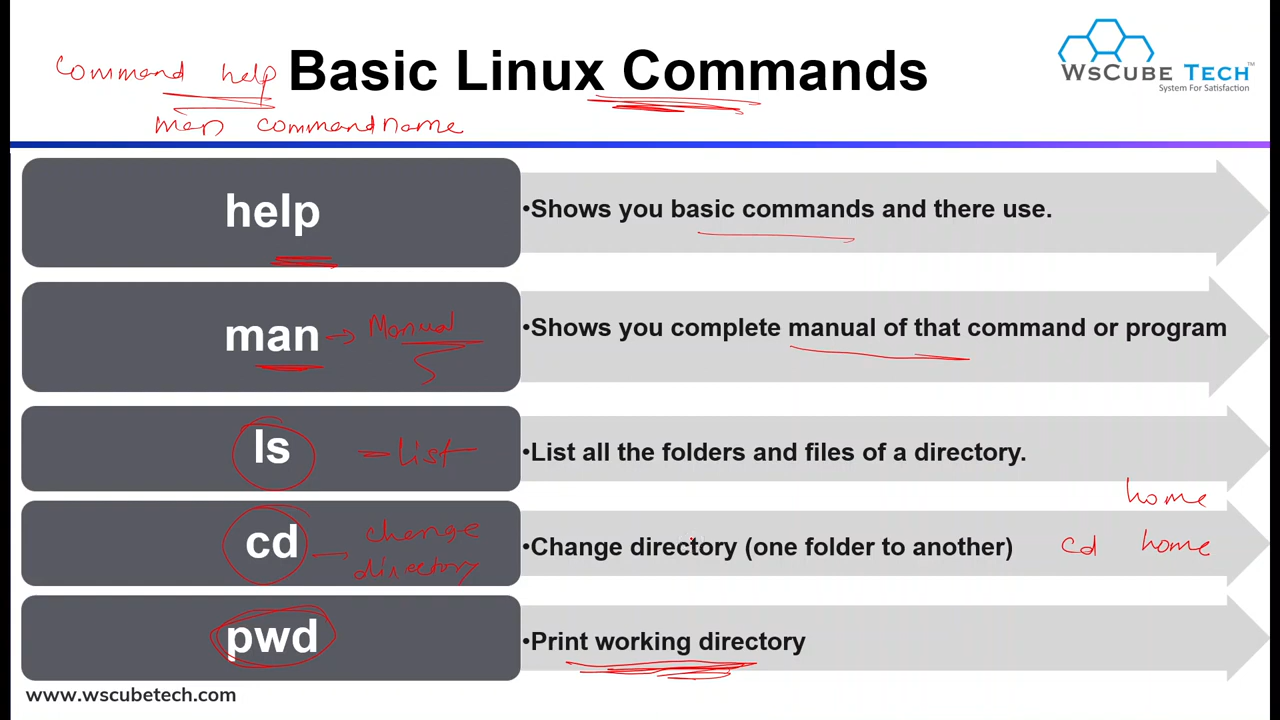 Basic Linux Commands
WsCube Tech™
System For Satisfaction
Command help
man commandname
help
•Shows you basic commands and there use.
man
→ Manual
•Shows you complete manual of that command or program
ls
= list
•List all the folders and files of a directory.
home
cd
→ change
directory
•Change directory (one folder to another)
cd home
pwd
•Print working directory
www.wscubetech.com